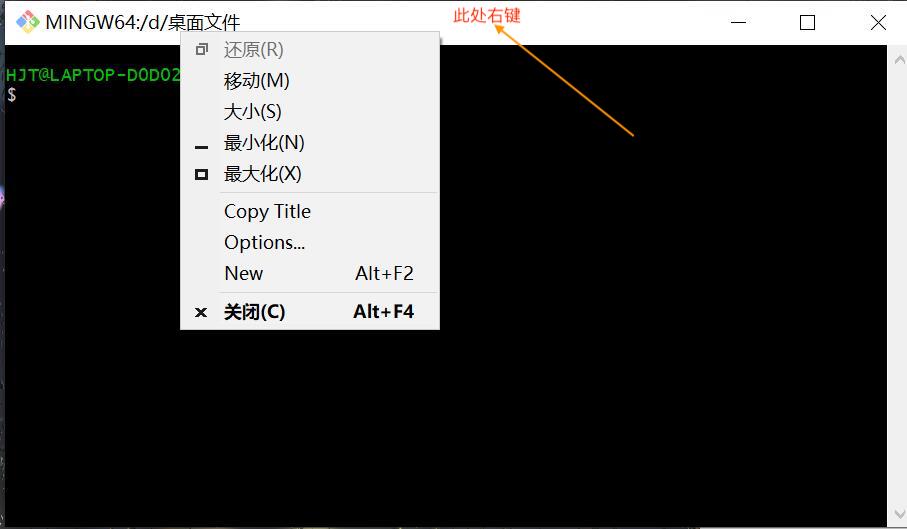 MINGW64:/d/桌面文件
此处右键
HJT@LAPTOP-D0D02
$
还原(R)
移动(M)
大小(S)
最小化(N)
最大化(X)
Copy Title
Options...
New Alt+F2
关闭(C) Alt+F4